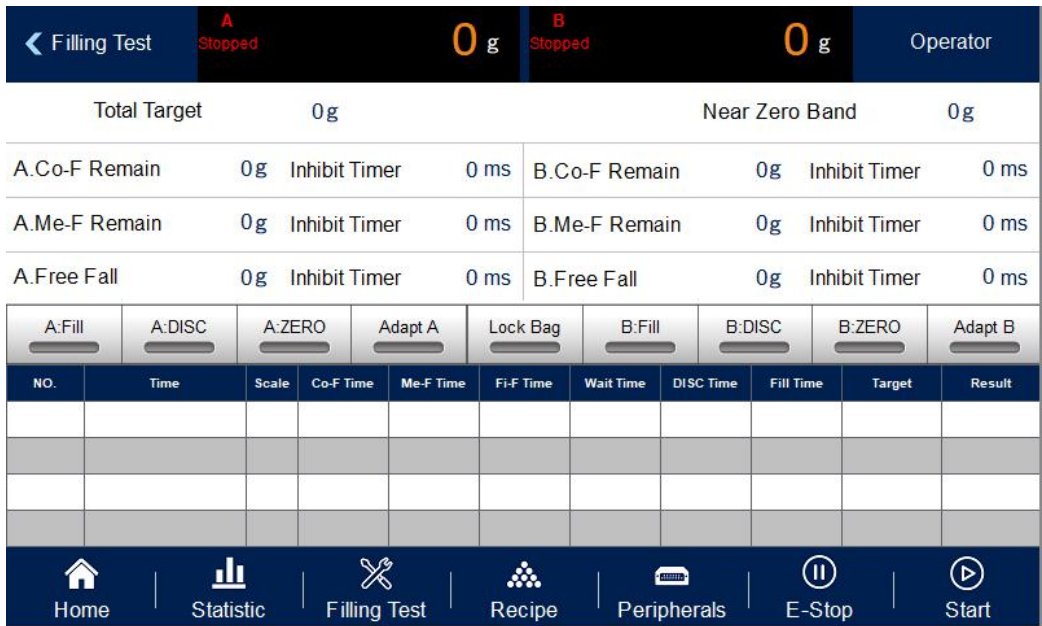 Filling Test A Stopped 0 g B Stopped 0 g Operator
Total Target 0g Near Zero Band 0g
A.Co-F Remain 0g Inhibit Timer 0 ms B.Co-F Remain 0g Inhibit Timer 0 ms
A.Me-F Remain 0g Inhibit Timer 0 ms B.Me-F Remain 0g Inhibit Timer 0 ms
A.Free Fall 0g Inhibit Timer 0 ms B.Free Fall 0g Inhibit Timer 0 ms
A:Fill A:DISC A:ZERO Adapt A Lock Bag B:Fill B:DISC B:ZERO Adapt B
NO. Time Scale Co-F Time Me-F Time Fi-F Time Wait Time DISC Time Fill Time Target Result
Home Statistic Filling Test Recipe Peripherals E-Stop Start